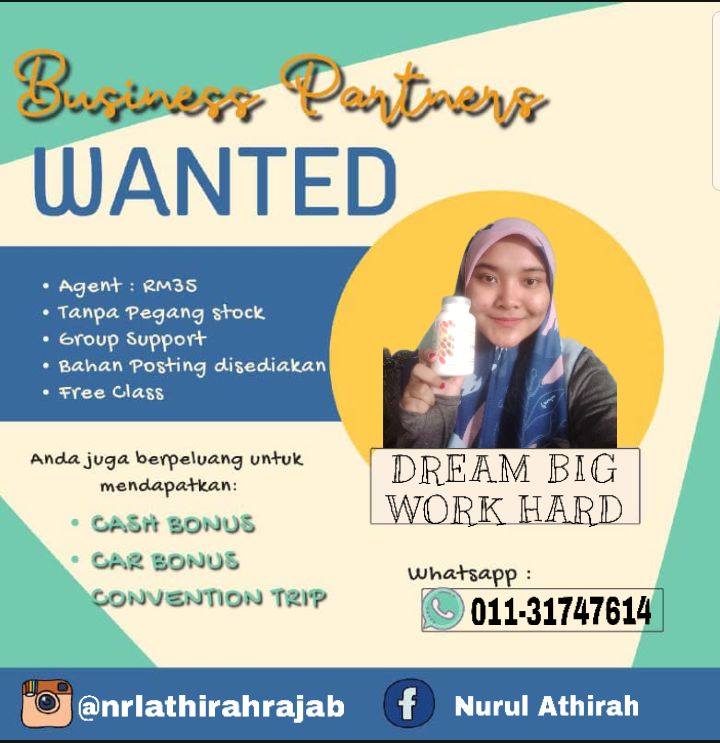 Business Partners
WANTED
• Agent : RM35
• Tanpa Pegang stock
• Group Support
• Bahan Posting disediakan
• Free Class
Anda juga berpeluang untuk
mendapatkan:
• CASH BONUS
• CAR BONUS
CONVENTION TRIP
DREAM BIG
WORK HARD
Whatsapp :
011-31747614
@nrlathirahrajab
f Nurul Athirah